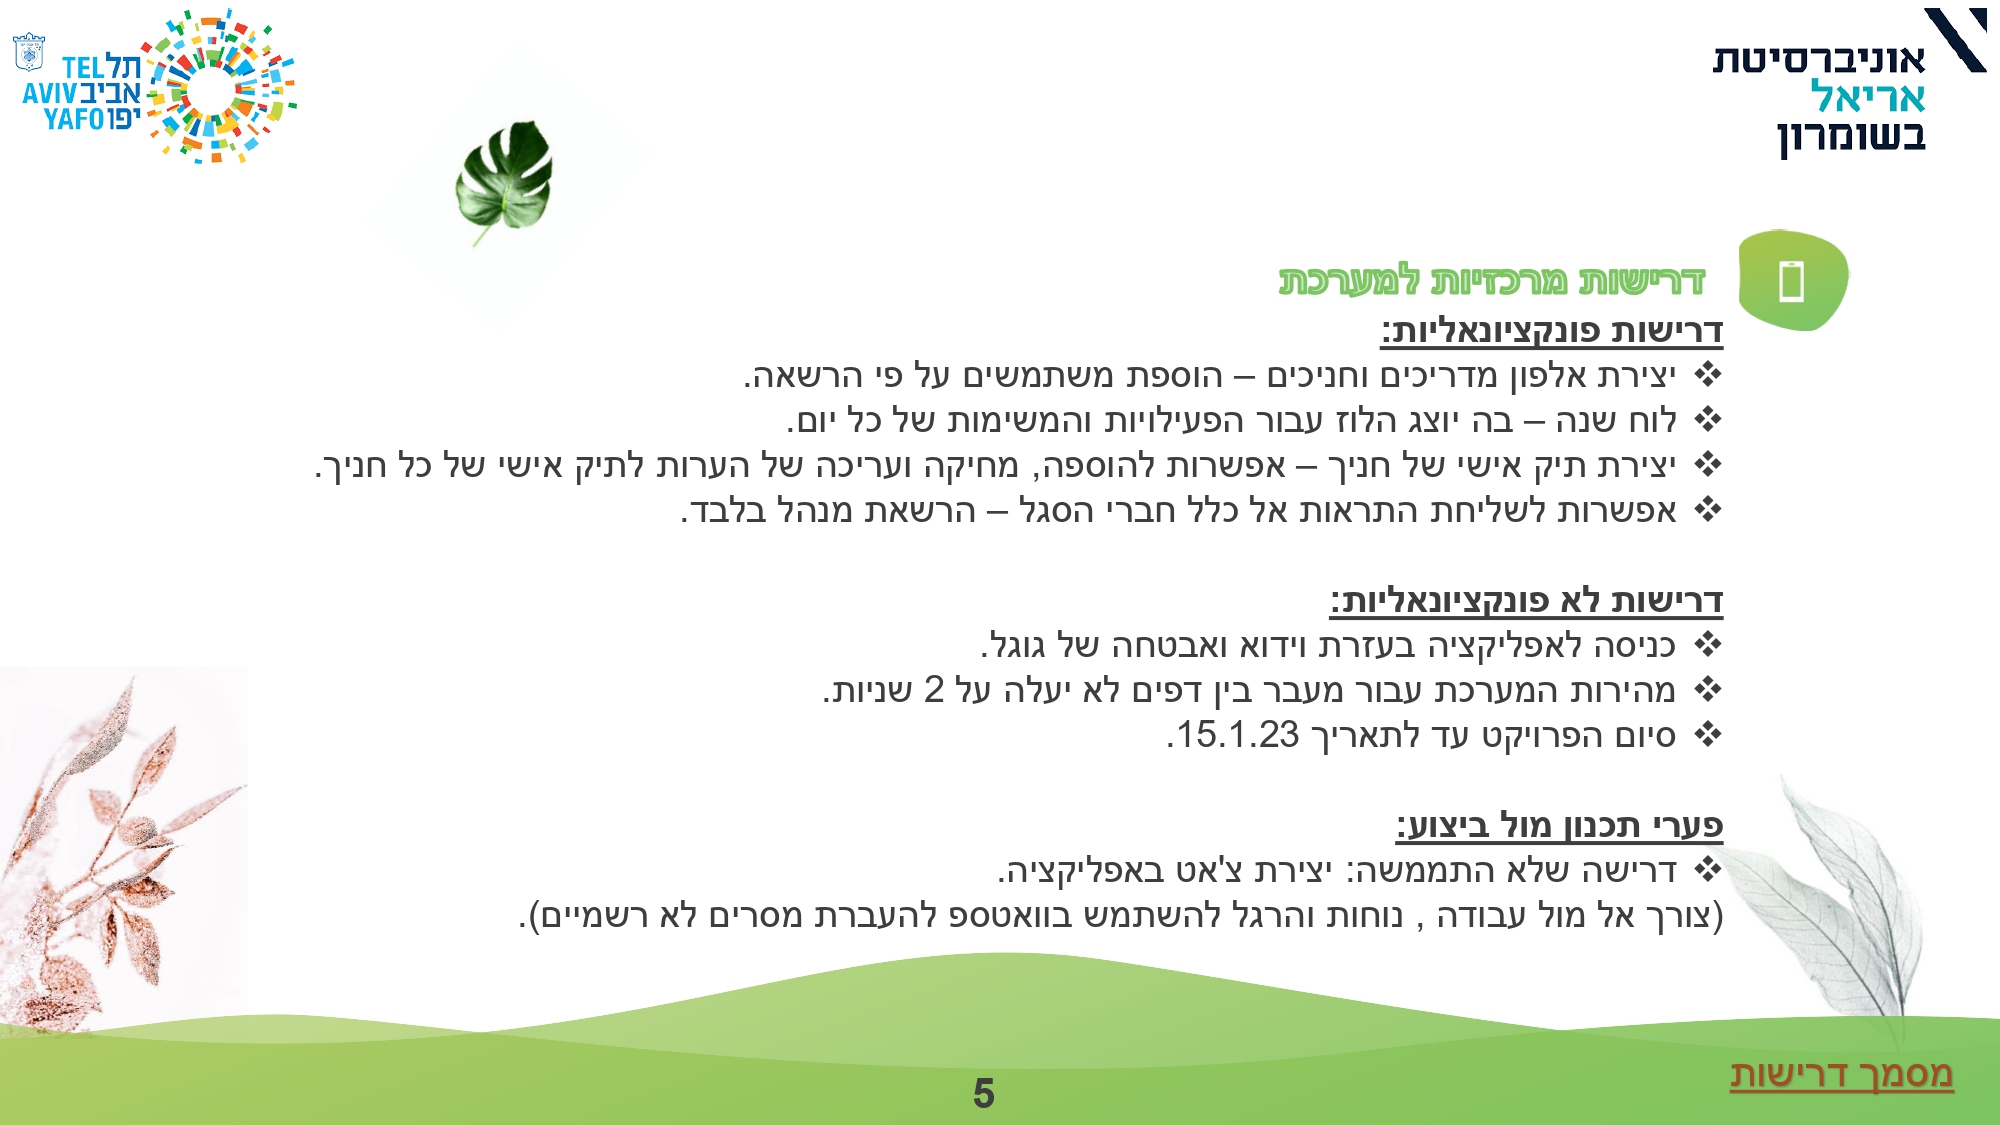 תל TEL
אביב AVIV
יפו YAFO
אוניברסיטת
אריאל
בשומרון
דרישות מרכזיות למערכת
דרישות פונקציונאליות:
❖ יצירת אלפון מדריכים וחניכים – הוספת משתמשים על פי הרשאה.
❖ לוח שנה – בה יוצג הלוז עבור הפעילויות והמשימות של כל יום.
❖ יצירת תיק אישי של חניך – אפשרות להוספה, מחיקה ועריכה של הערות לתיק אישי של כל חניך.
❖ אפשרות לשליחת התראות אל כלל חברי הסגל – הרשאת מנהל בלבד.
דרישות לא פונקציונאליות:
❖ כניסה לאפליקציה בעזרת וידוא ואבטחה של גוגל.
❖ מהירות המערכת עבור מעבר בין דפים לא יעלה על 2 שניות.
❖ סיום הפרויקט עד לתאריך 15.1.23.
פערי תכנון מול ביצוע:
❖ דרישה שלא התממשה: יצירת צ'אט באפליקציה.
(צורך אל מול עבודה , נוחות והרגל להשתמש בוואטספ להעברת מסרים לא רשמיים).
מסמך דרישות
5